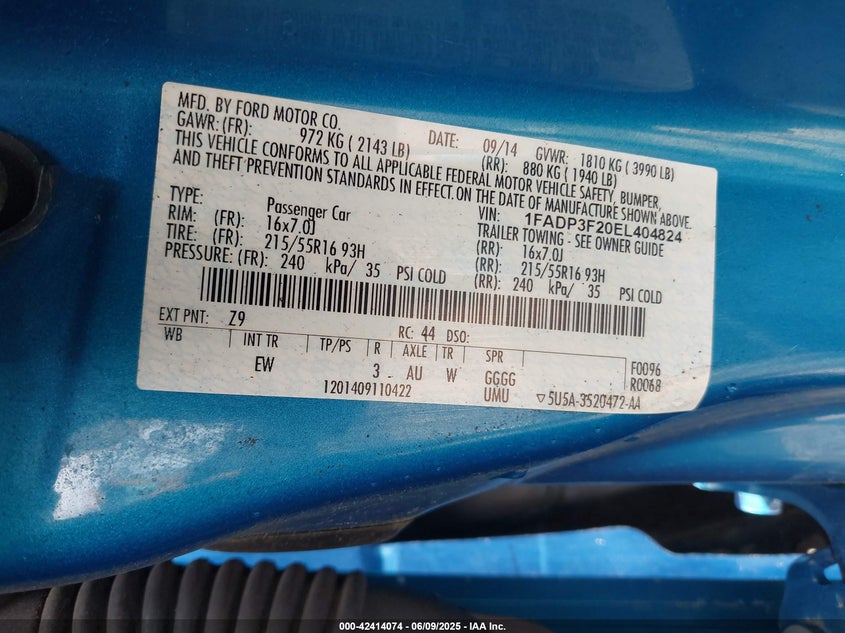 MFD. BY FORD MOTOR CO. DATE: 09/14 GVWR: 1810 KG ( 3990 LB)
GAWR: (FR): 972 KG ( 2143 LB) (RR): 880 KG ( 1940 LB)
THIS VEHICLE CONFORMS TO ALL APPLICABLE FEDERAL MOTOR VEHICLE SAFETY, BUMPER,
AND THEFT PREVENTION STANDARDS IN EFFECT ON THE DATE OF MANUFACTURE SHOWN ABOVE.
VIN: 1FADP3F20EL404824
TYPE: Passenger Car TRAILER TOWING - SEE OWNER GUIDE
RIM: (FR): 16x7.0J (RR): 16x7.0J
TIRE: (FR): 215/55R16 93H (RR): 215/55R16 93H
PRESSURE: (FR): 240 kPa/ 35 PSI COLD (RR): 240 kPa/ 35 PSI COLD
EXT PNT: Z9 RC: 44 DSO:
WB INT TR TP/PS R AXLE TR SPR F0096
EW 3 AU W GGGG R0068
1201409110422 UMU ▽5U5A-3520472-AA
000-42414074 | 06/09/2025 - IAA Inc.